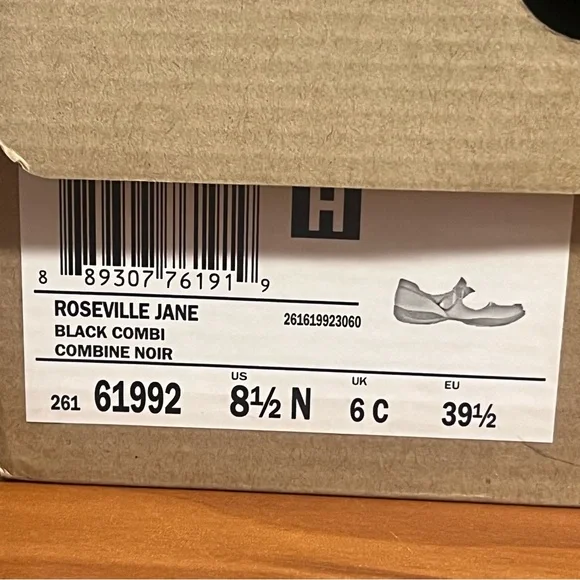 H
8 89307 76191 9
ROSEVILLE JANE
261619923060
BLACK COMBI
COMBINE NOIR
261 61992
US 8½ N
UK 6 C
EU 39½